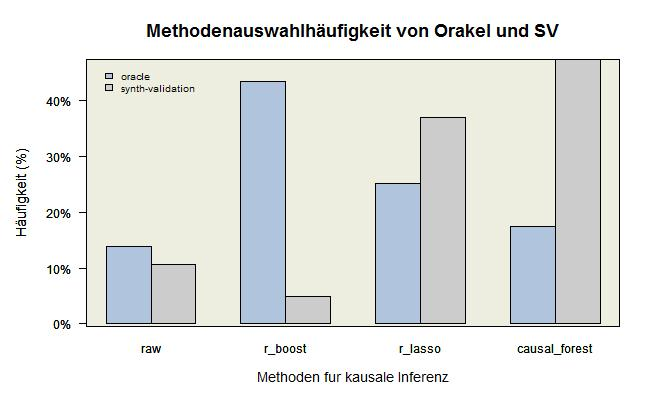 Methodenauswahlhäufigkeit von Orakel und SV
oracle
synth-validation
Häufigkeit (%)
40%
30%
20%
10%
0%
raw
r_boost
r_lasso
causal_forest
Methoden fur kausale Inferenz